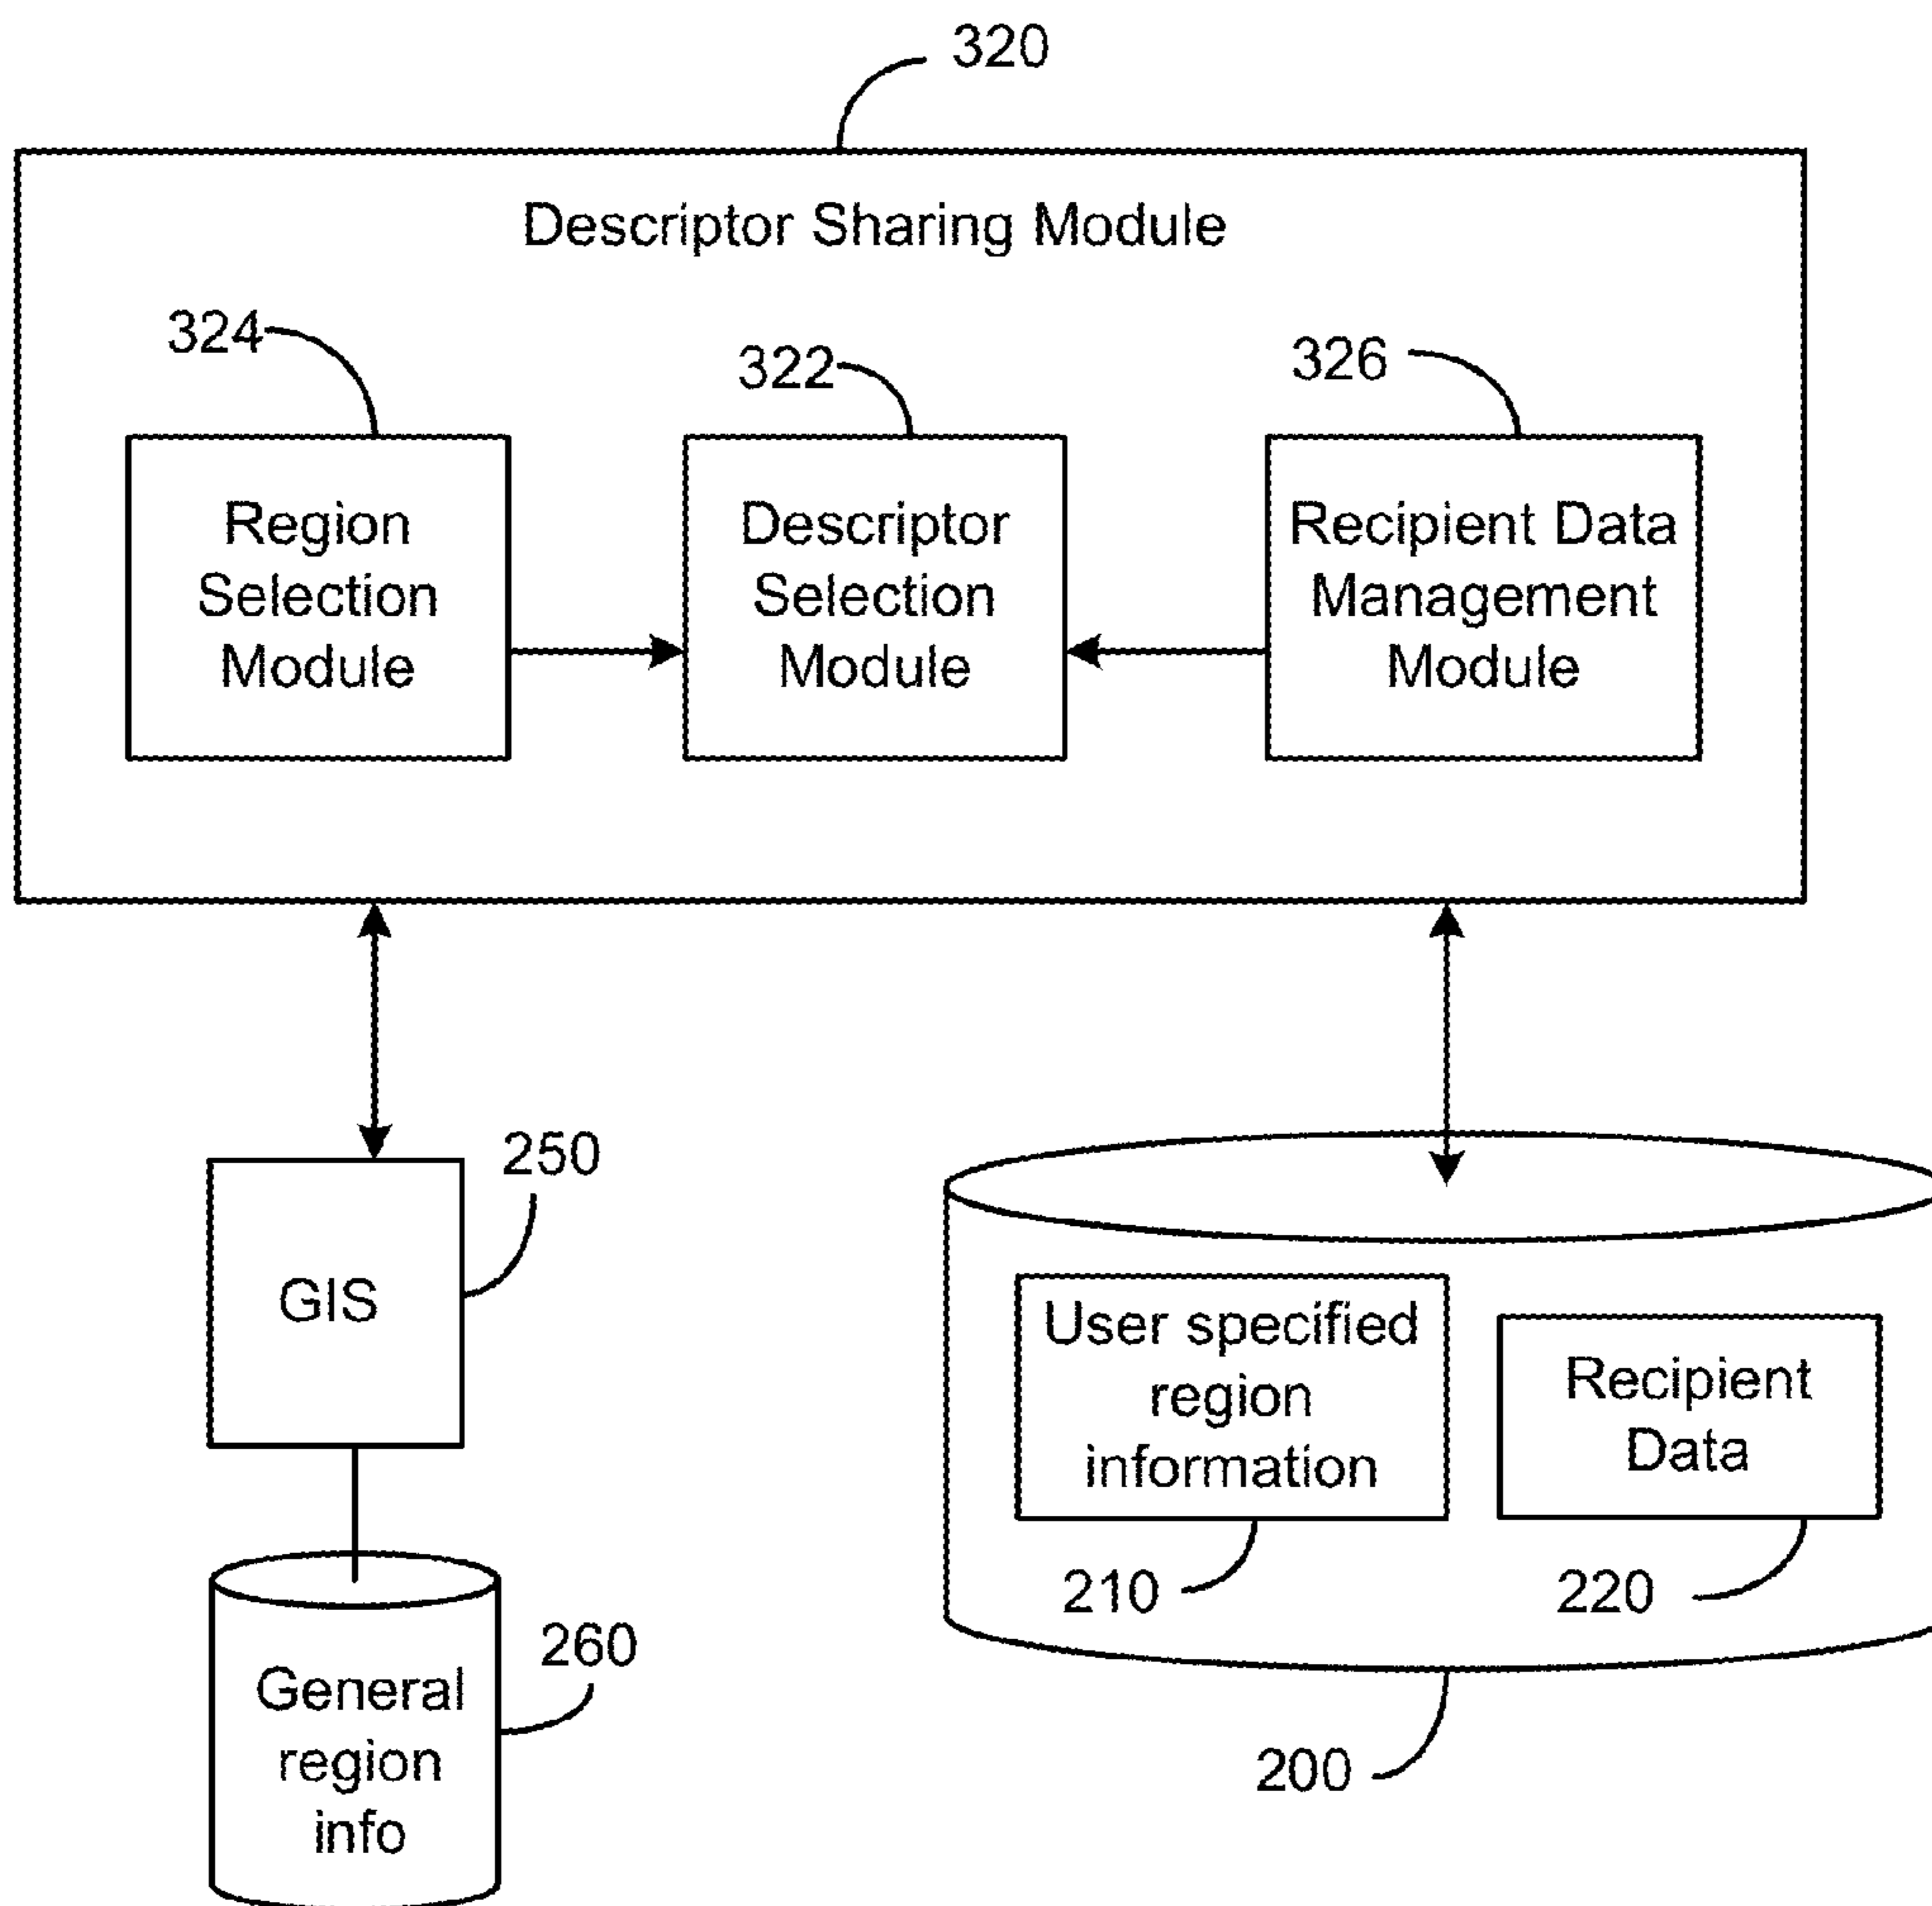 320
Descriptor Sharing Module
324
322
326
Region
Selection
Module
Descriptor
Selection
Module
Recipient Data
Management
Module
250
GIS
User specified
region
information
Recipient
Data
210
220
260
General
region
info
200